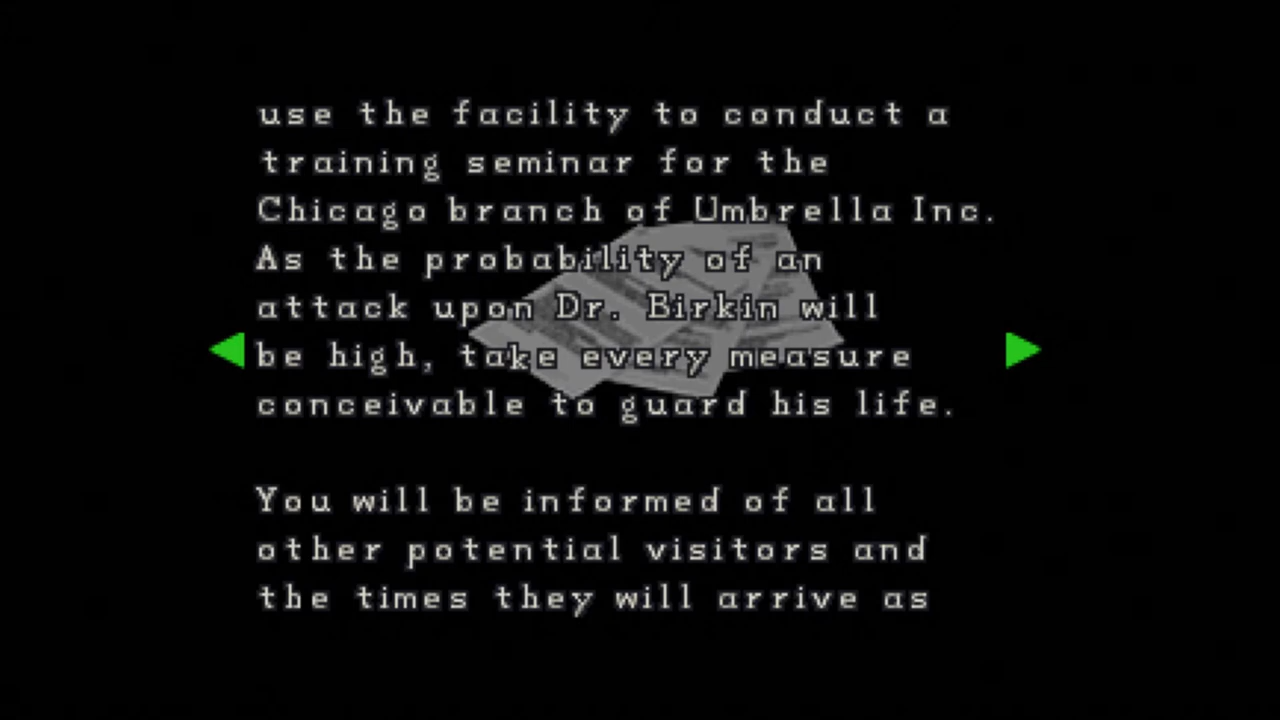 use the facility to conduct a
training seminar for the
Chicago branch of Umbrella Inc.
As the probability of an
attack upon Dr. Birkin will
be high, take every measure
conceivable to guard his life.
You will be informed of all
other potential visitors and
the times they will arrive as